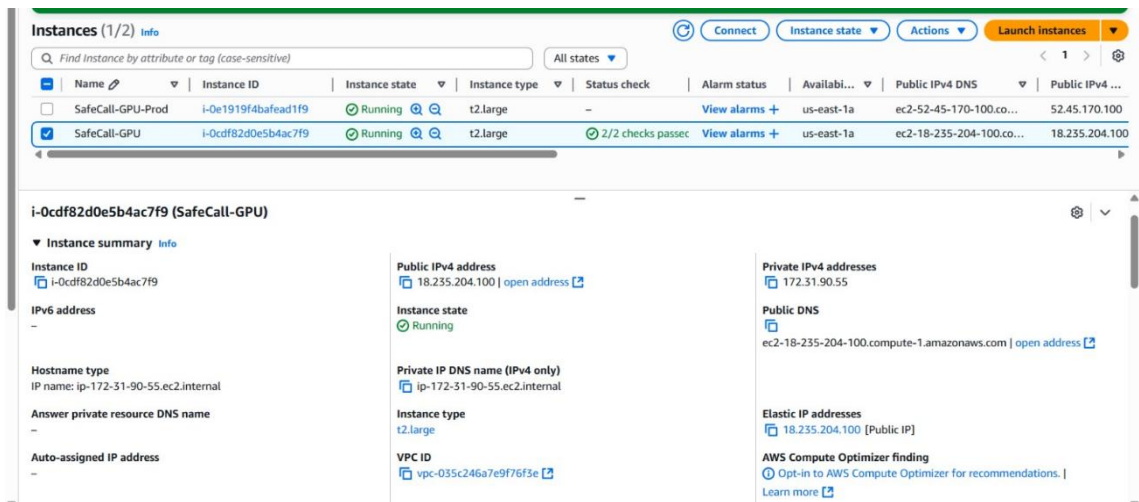 Instances (1/2) Info
Connect Instance state Actions Launch instances
Find Instance by attribute or tag (case-sensitive) All states 1
Name Instance ID Instance state Instance type Status check Alarm status Availabi... Public IPv4 DNS Public IPv4 ...
SafeCall-GPU-Prod i-0e1919f4bafead1f9 Running t2.large – View alarms + us-east-1a ec2-52-45-170-100.co... 52.45.170.100
SafeCall-GPU i-0cdf82d0e5b4ac7f9 Running t2.large 2/2 checks passec View alarms + us-east-1a ec2-18-235-204-100.co... 18.235.204.100
i-0cdf82d0e5b4ac7f9 (SafeCall-GPU)
Instance summary Info
Instance ID Public IPv4 address Private IPv4 addresses
i-0cdf82d0e5b4ac7f9 18.235.204.100 | open address 172.31.90.55
IPv6 address Instance state Public DNS
– Running
ec2-18-235-204-100.compute-1.amazonaws.com | open address
Hostname type Private IP DNS name (IPv4 only)
IP name: ip-172-31-90-55.ec2.internal ip-172-31-90-55.ec2.internal
Answer private resource DNS name Instance type Elastic IP addresses
– t2.large 18.235.204.100 [Public IP]
Auto-assigned IP address VPC ID AWS Compute Optimizer finding
– vpc-035c246a7e9f76f3e Opt-in to AWS Compute Optimizer for recommendations. |
Learn more